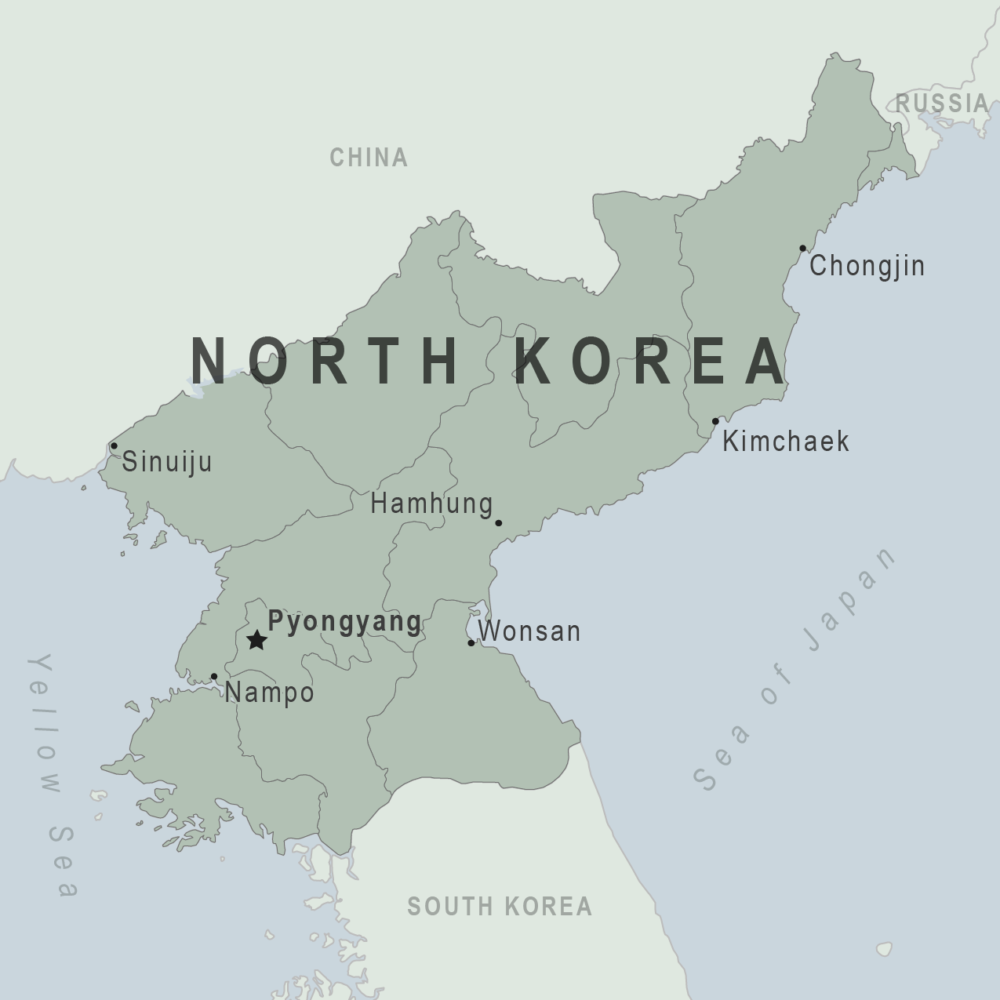 RUSSIA
CHINA
Chongjin
NORTH KOREA
Kimchaek
Sinuiju
Hamhung
Pyongyang
Wonsan
Nampo
Yellow Sea
Sea of Japan
SOUTH KOREA